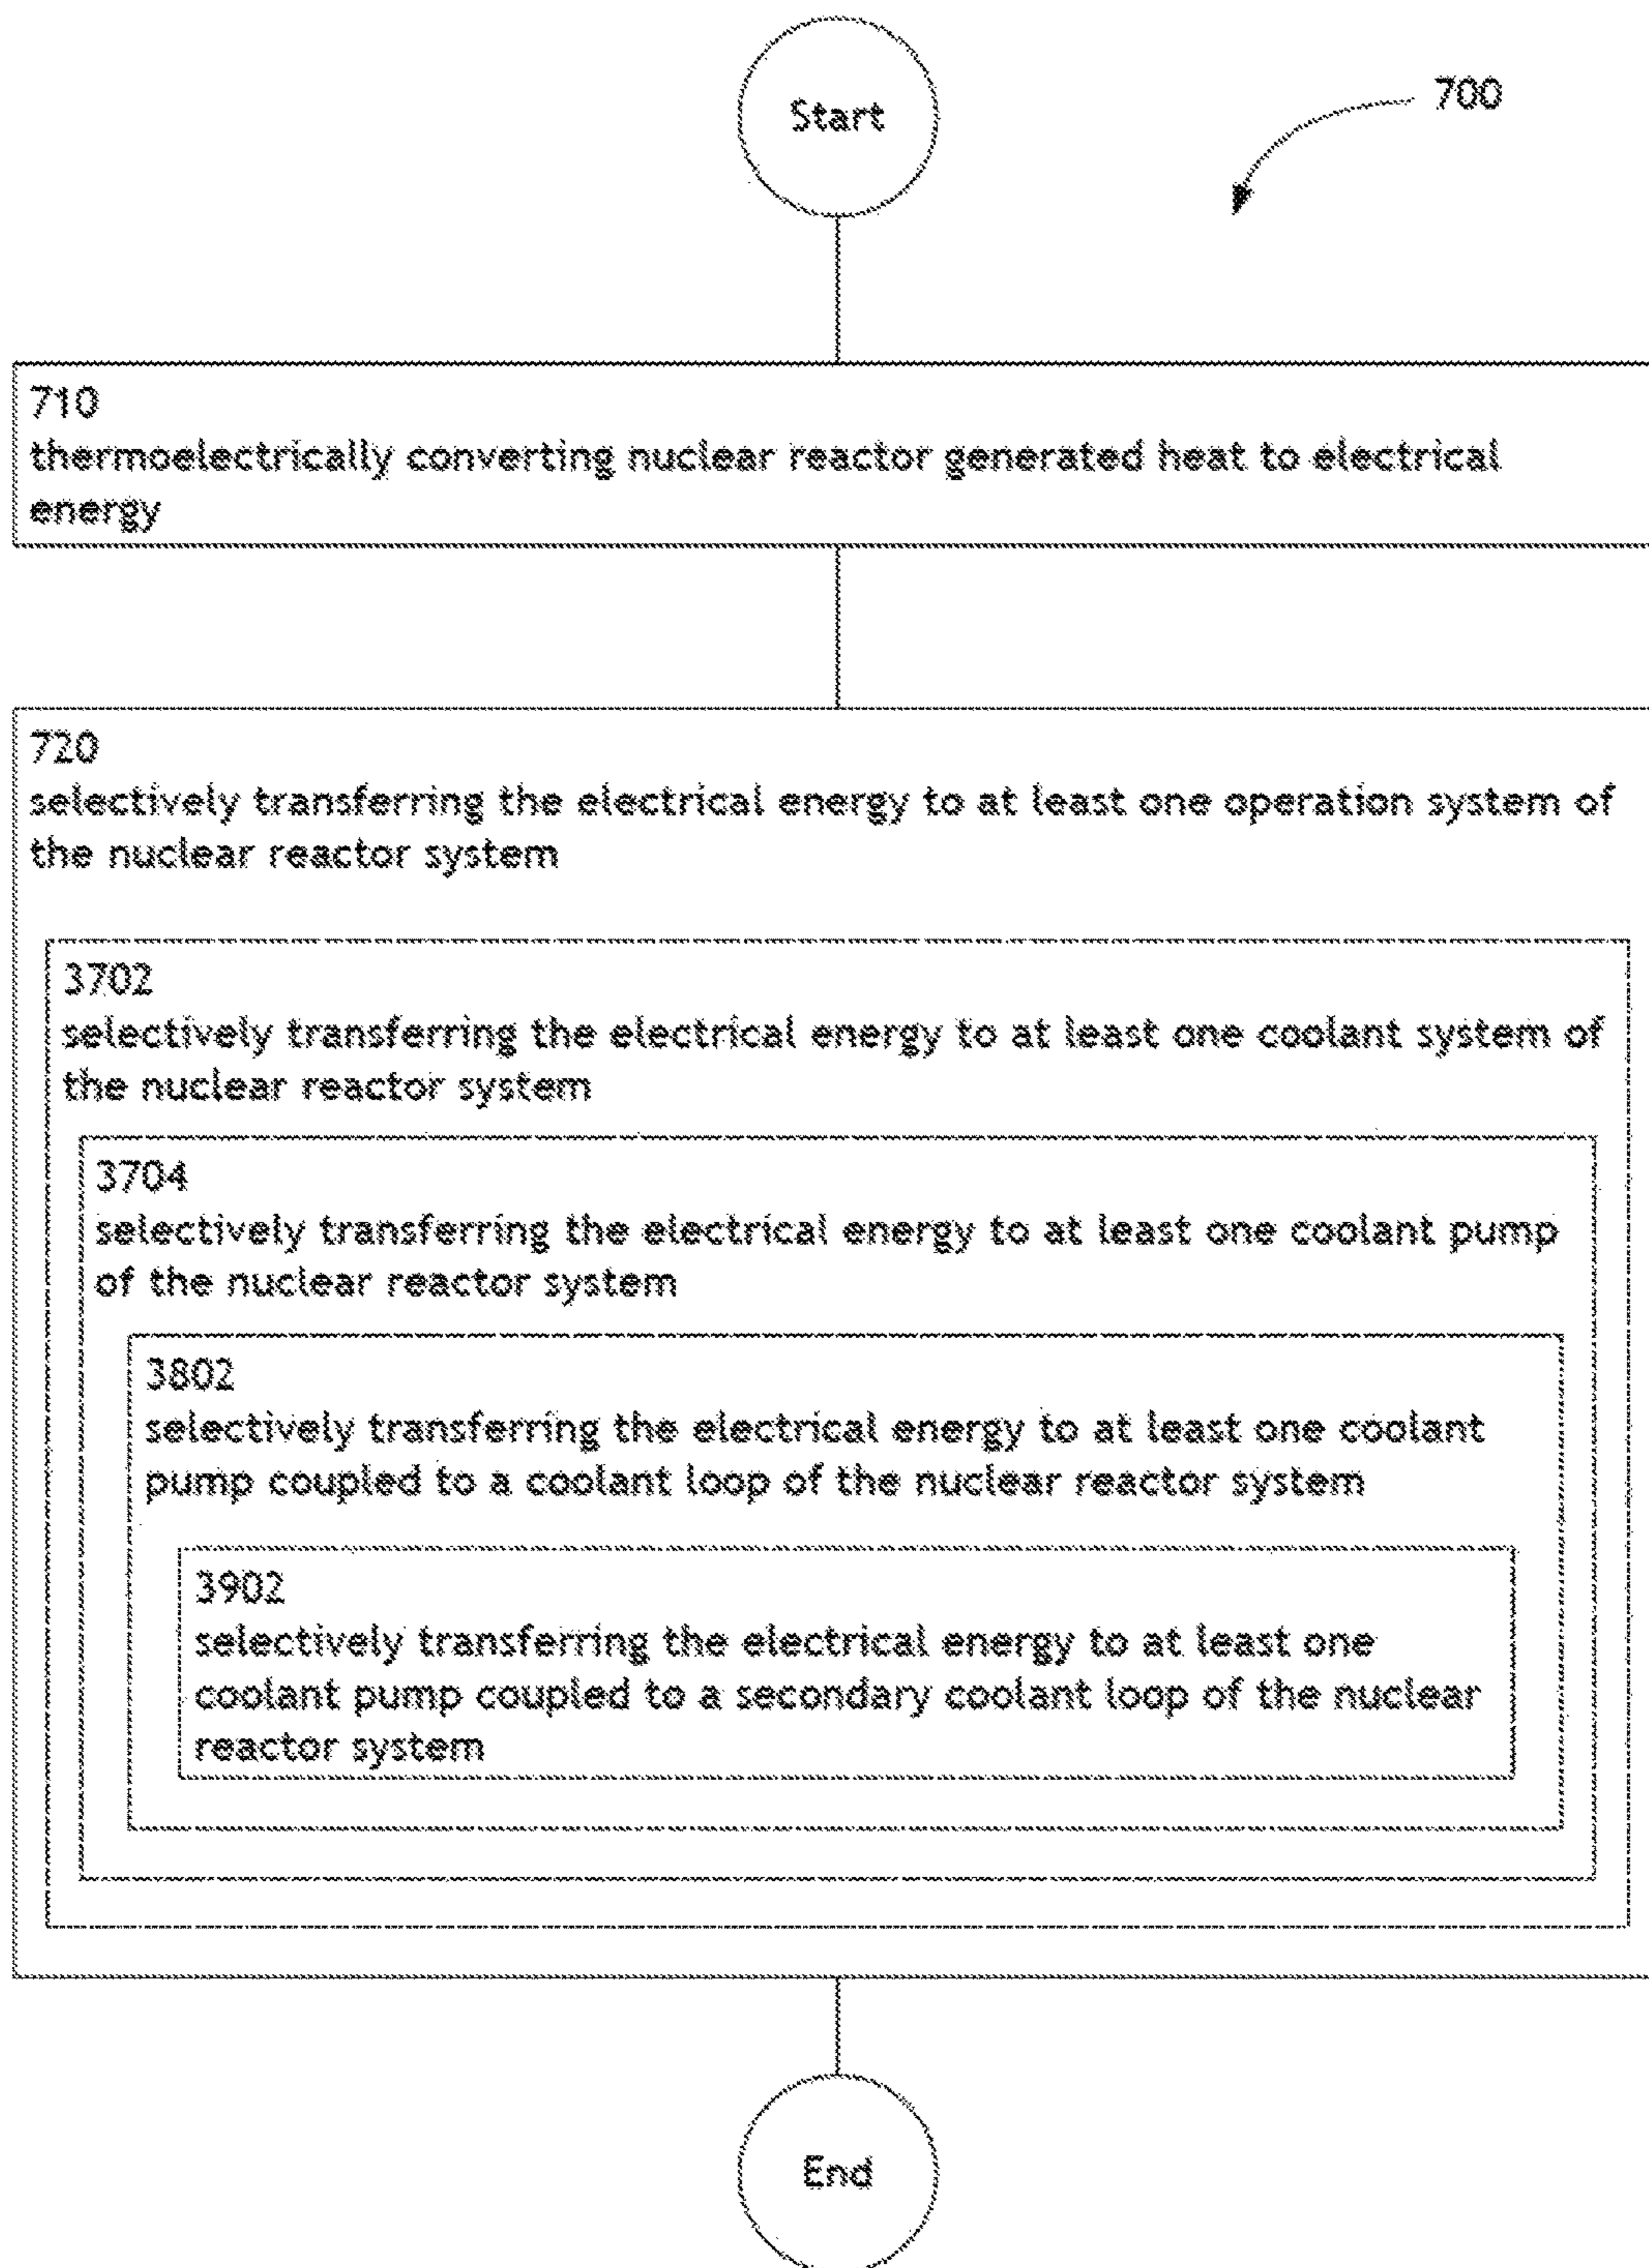 Start
700
710
thermoelectrically converting nuclear reactor generated heat to electrical
energy
720
selectively transferring the electrical energy to at least one operation system of
the nuclear reactor system
3702
selectively transferring the electrical energy to at least one coolant system of
the nuclear reactor system
3704
selectively transferring the electrical energy to at least one coolant pump
of the nuclear reactor system
3802
selectively transferring the electrical energy to at least one coolant
pump coupled to a coolant loop of the nuclear reactor system
3902
selectively transferring the electrical energy to at least one
coolant pump coupled to a secondary coolant loop of the nuclear
reactor system
End